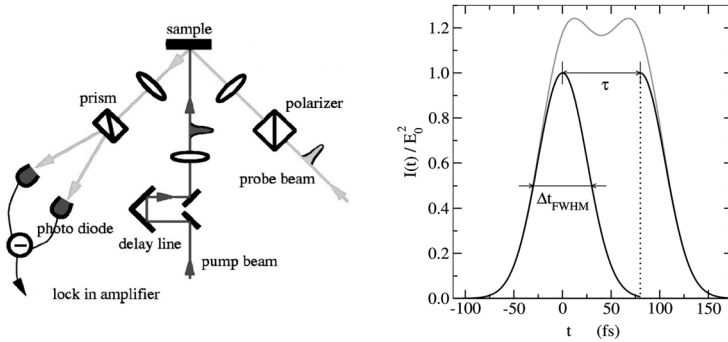 sample
prism
polarizer
probe beam
photo diode
delay line
pump beam
lock in amplifier
I(t) / E₀²
1.2
1.0
0.8
0.6
0.4
0.2
0.0
τ
Δt_FWHM
-100 -50 0 50 100 150
t (fs)